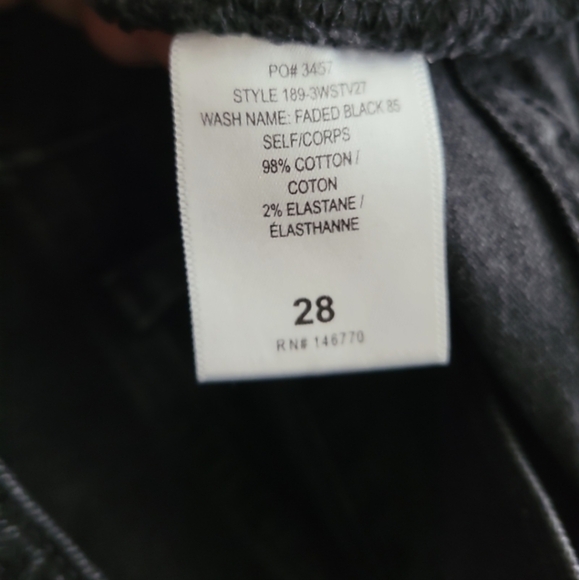 PO# 3457
STYLE 189-3WSTV27
WASH NAME: FADED BLACK 85
SELF/CORPS
98% COTTON /
COTON
2% ELASTANE /
ÉLASTHANNE
28
RN# 146770